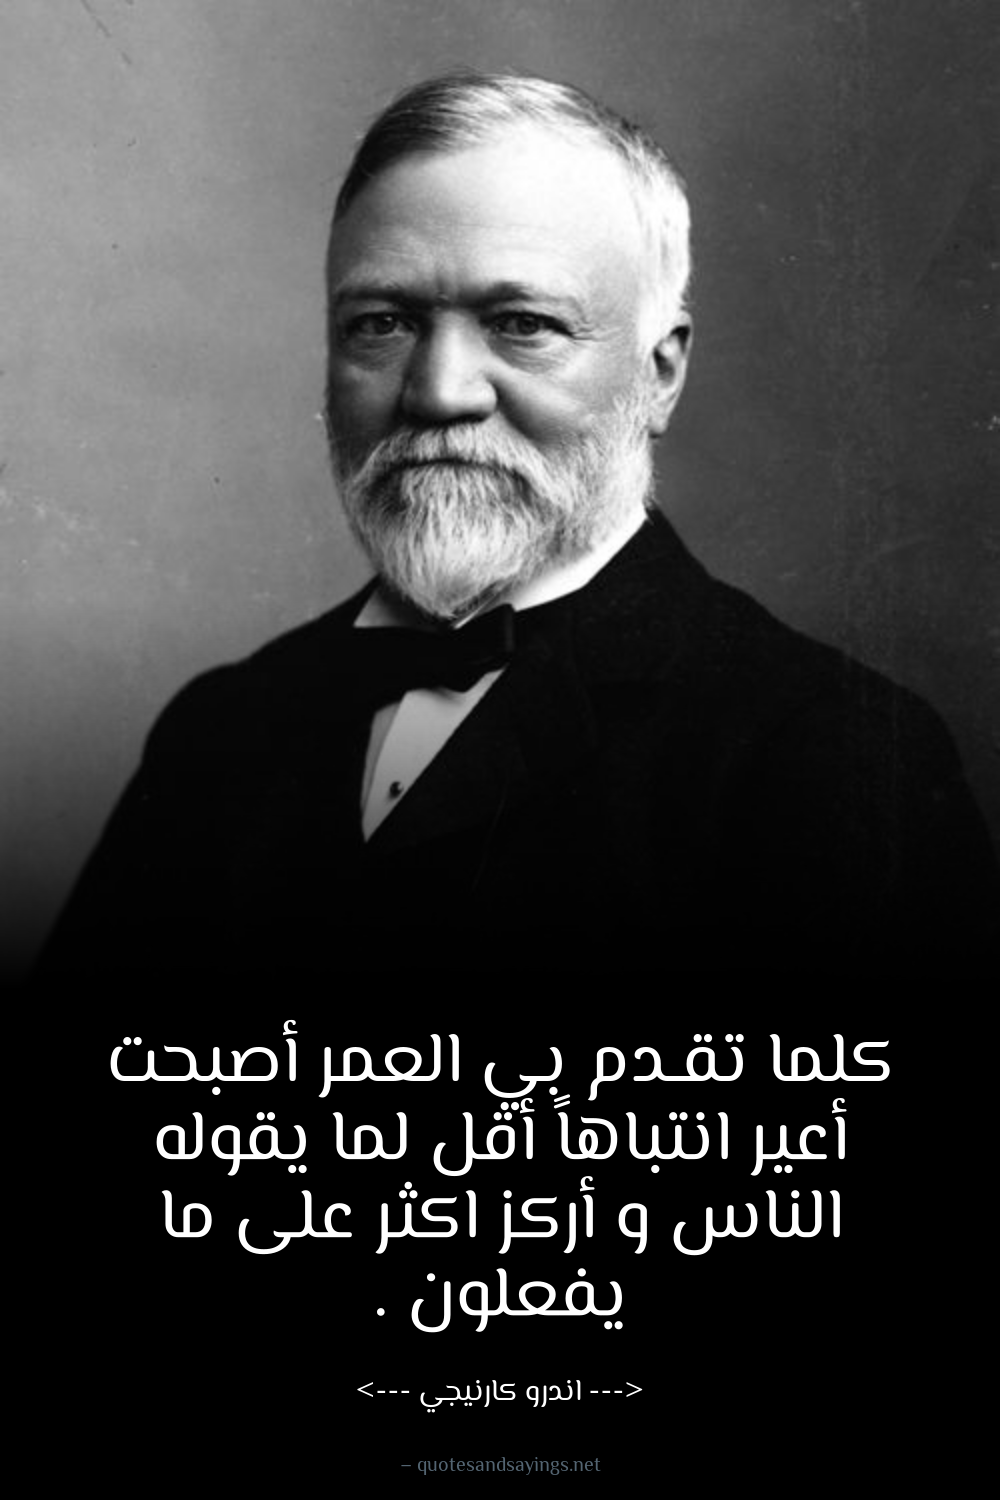 كلما تقـدم بي العمر أصبحت
أعير انتباهاً أقل لما يقوله
الناس و أركز اكثر على ما
يفعلون .
<--- اندرو كارنيجي --->
– quotesandsayings.net